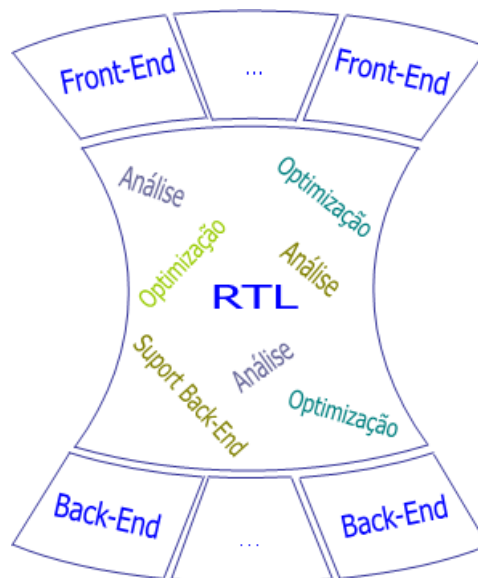 Front-End
...
Front-End
Análise
Optimização
Optimização
Análise
RTL
Suport Back-End
Análise
Optimização
Back-End
...
Back-End